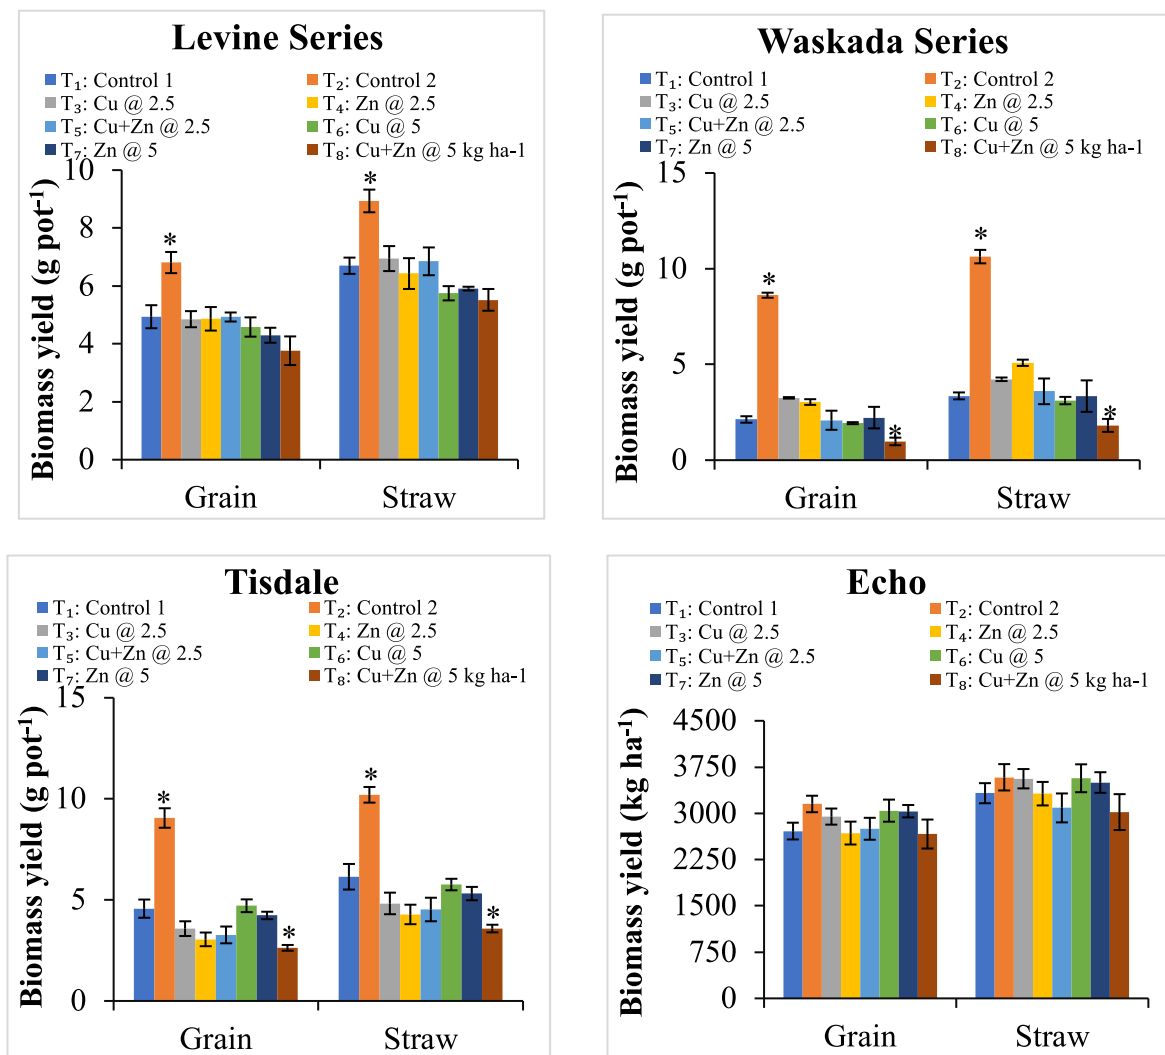 Levine Series
T₁: Control 1
T₂: Control 2
T₃: Cu @ 2.5
T₄: Zn @ 2.5
T₅: Cu+Zn @ 2.5
T₆: Cu @ 5
T₇: Zn @ 5
T₈: Cu+Zn @ 5 kg ha-1
Biomass yield (g pot⁻¹)
10
8
6
4
2
0
*
*
Grain
Straw
Waskada Series
T₁: Control 1
T₂: Control 2
T₃: Cu @ 2.5
T₄: Zn @ 2.5
T₅: Cu+Zn @ 2.5
T₆: Cu @ 5
T₇: Zn @ 5
T₈: Cu+Zn @ 5 kg ha-1
Biomass yield (g pot⁻¹)
15
10
5
0
*
*
*
*
Grain
Straw
Tisdale
T₁: Control 1
T₂: Control 2
T₃: Cu @ 2.5
T₄: Zn @ 2.5
T₅: Cu+Zn @ 2.5
T₆: Cu @ 5
T₇: Zn @ 5
T₈: Cu+Zn @ 5 kg ha-1
Biomass yield (g pot⁻¹)
15
10
5
0
*
*
*
*
Grain
Straw
Echo
T₁: Control 1
T₂: Control 2
T₃: Cu @ 2.5
T₄: Zn @ 2.5
T₅: Cu+Zn @ 2.5
T₆: Cu @ 5
T₇: Zn @ 5
T₈: Cu+Zn @ 5 kg ha-1
Biomass yield (kg ha⁻¹)
4500
3750
3000
2250
1500
750
0
Grain
Straw